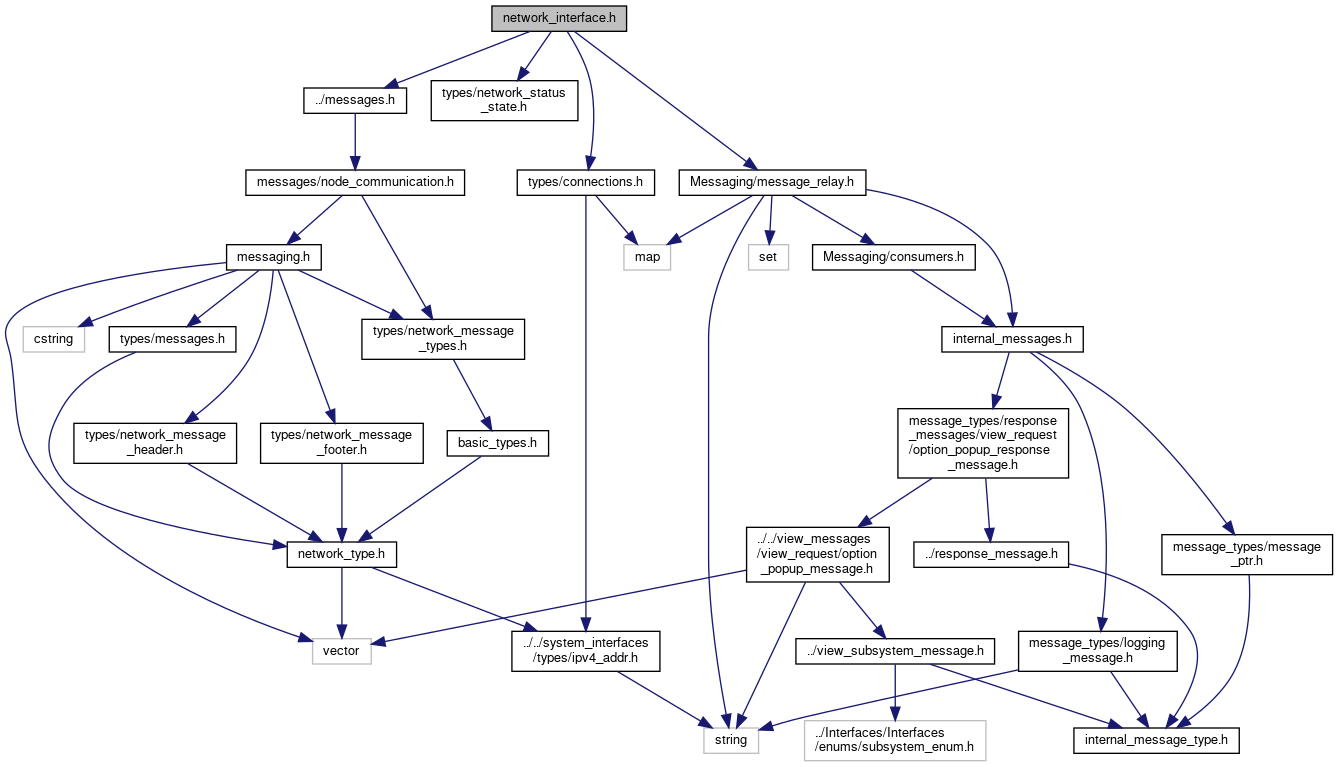 network_interface.h
../messages.h
types/network_status
_state.h
messages/node_communication.h
types/connections.h
Messaging/message_relay.h
messaging.h
map
set
Messaging/consumers.h
cstring
types/messages.h
types/network_message
_types.h
internal_messages.h
types/network_message
_header.h
types/network_message
_footer.h
basic_types.h
message_types/response
_messages/view_request
/option_popup_response
_message.h
network_type.h
../../view_messages
/view_request/option
_popup_message.h
../response_message.h
message_types/message
_ptr.h
vector
../../system_interfaces
/types/ipv4_addr.h
../view_subsystem_message.h
message_types/logging
_message.h
string
../Interfaces/Interfaces
/enums/subsystem_enum.h
internal_message_type.h